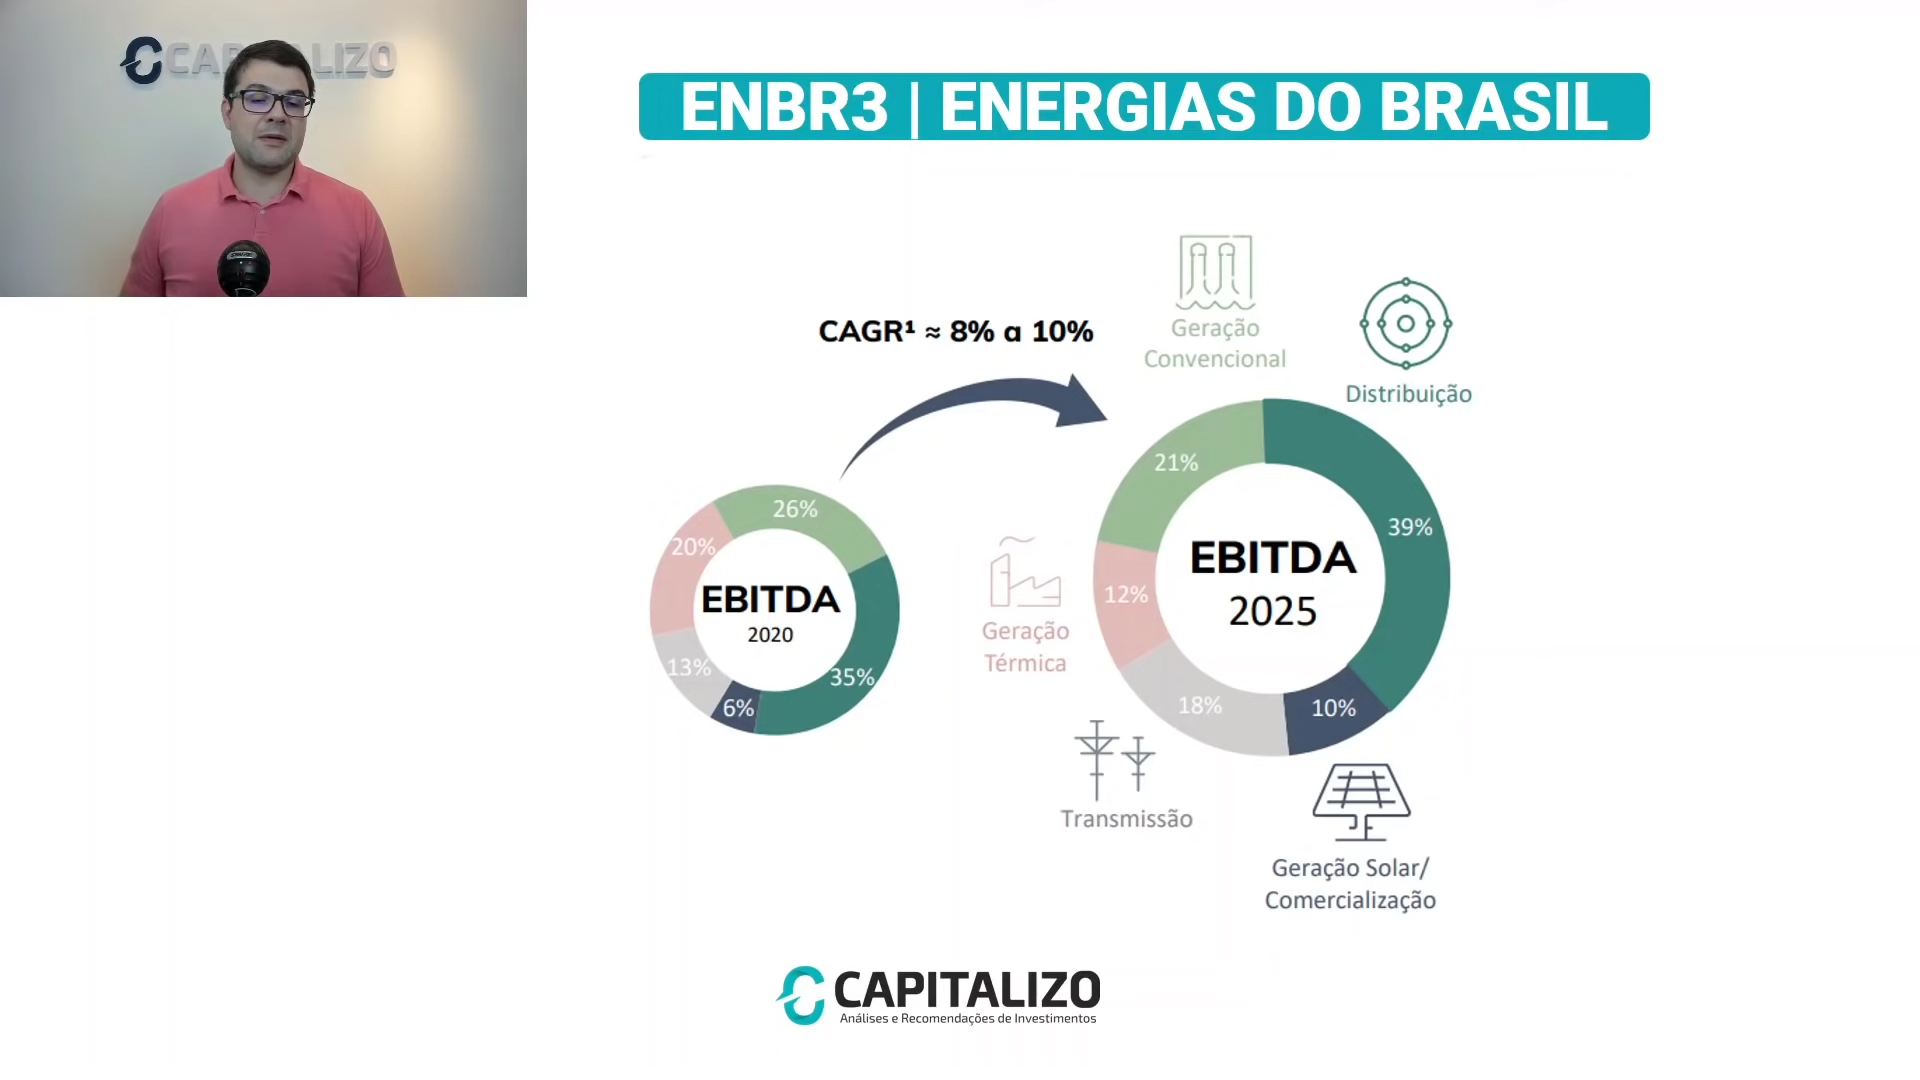 CAPITALIZO
ENBR3 | ENERGIAS DO BRASIL
CAGR¹ ≈ 8% a 10%
Geração
Convencional
Distribuição
26%
20%
EBITDA
2020
13%
35%
6%
21%
39%
EBITDA
2025
12%
18%
10%
Geração
Térmica
Transmissão
Geração Solar/
Comercialização
CAPITALIZO
Análises e Recomendações de Investimentos